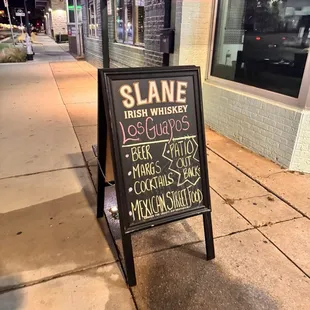 SLANE
IRISH WHISKEY
Los Guapos
• BEER
• MARGS
• COCKTAILS
PATIO
OUT
BACK
• MEXICAN STREET FOOD